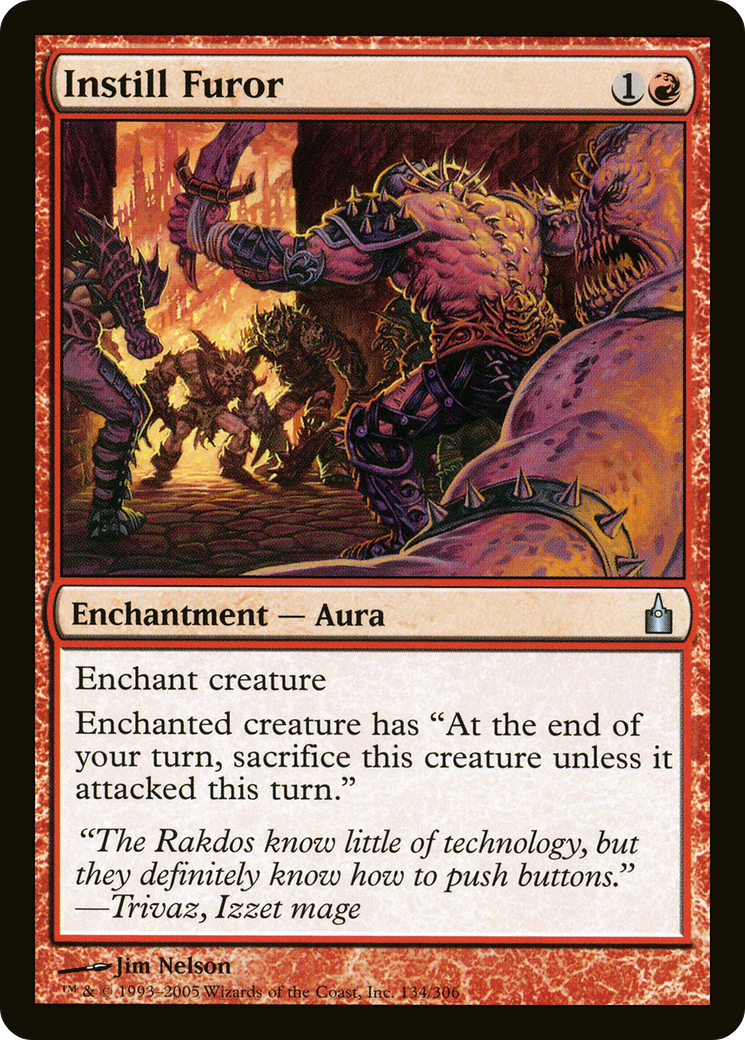 Instill Furor
1
Enchantment — Aura
Enchant creature
Enchanted creature has “At the end of
your turn, sacrifice this creature unless it
attacked this turn.”
“The Rakdos know little of technology, but
they definitely know how to push buttons.”
—Trivaz, Izzet mage
Jim Nelson
™ & © 1993–2005 Wizards of the Coast, Inc. 134/306